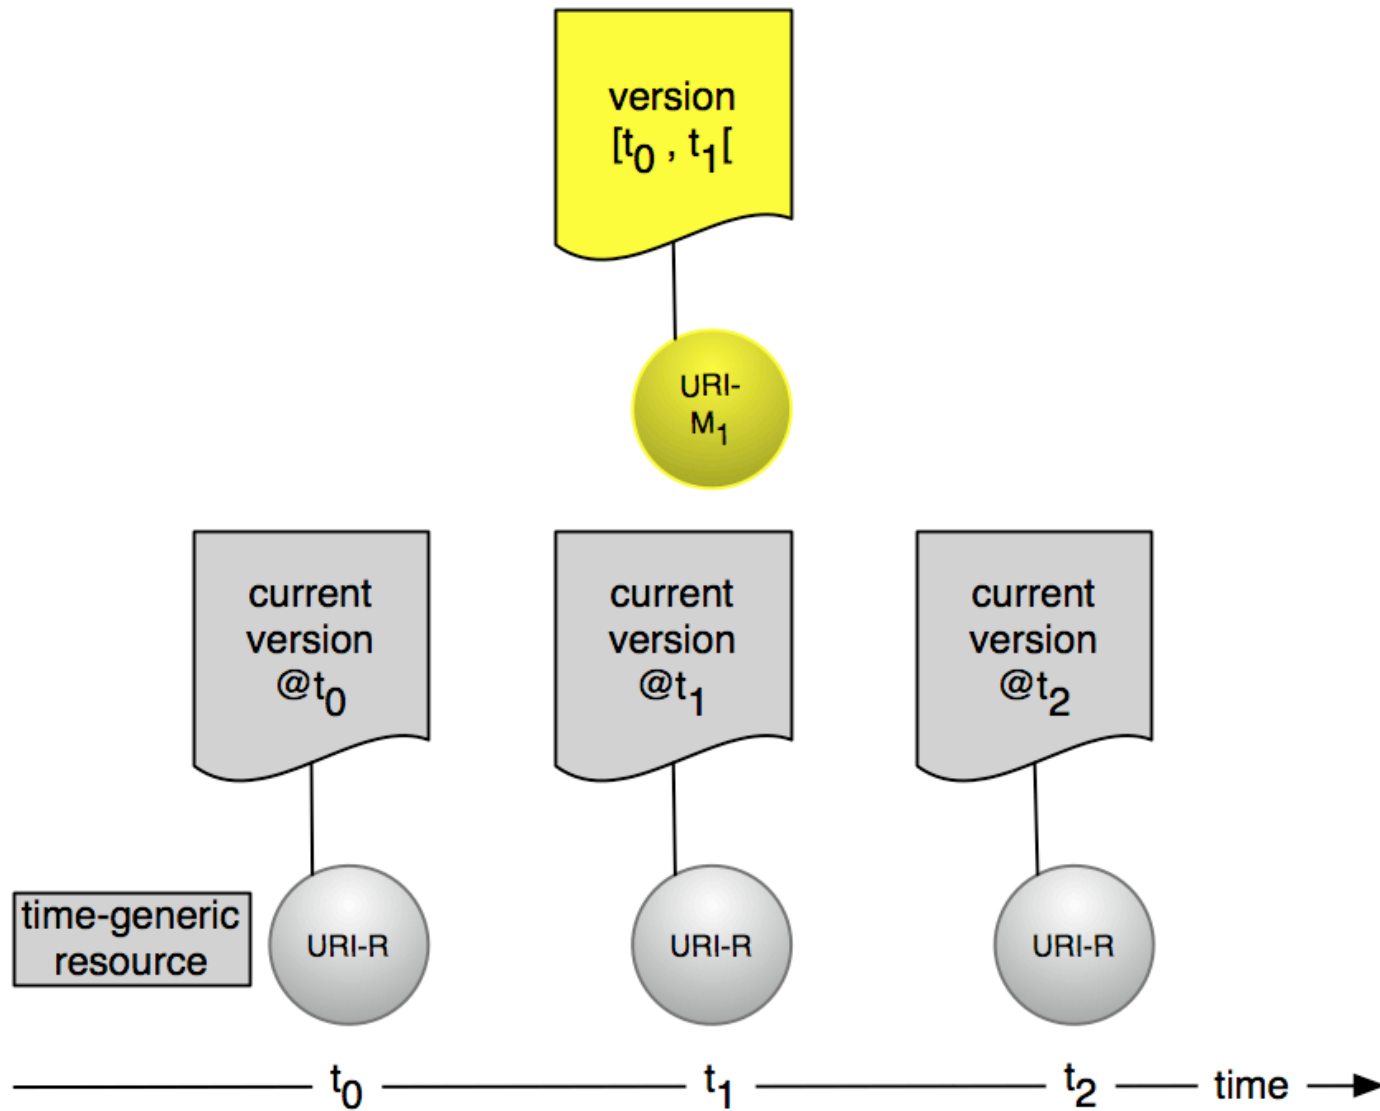 version
[t0 , t1[
URI-
M1
current
version
@t0
current
version
@t1
current
version
@t2
time-generic
resource
URI-R
URI-R
URI-R
t0
t1
t2
time